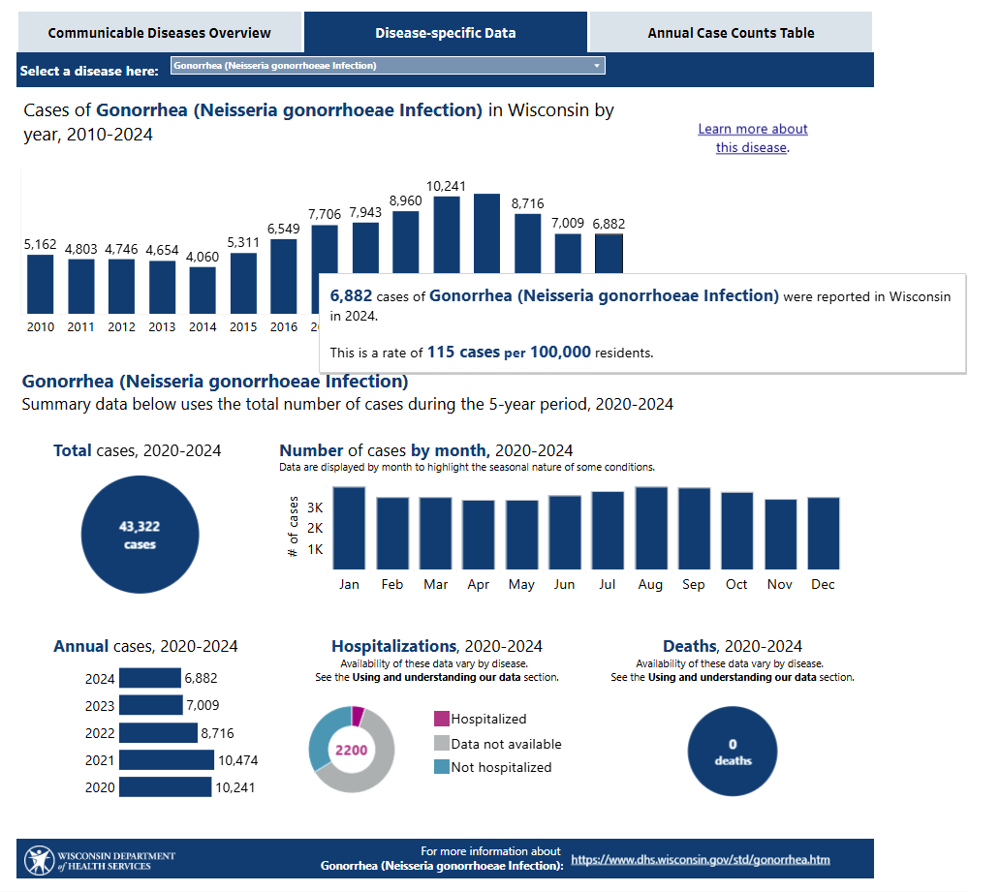 Communicable Diseases Overview
Disease-specific Data
Annual Case Counts Table
Select a disease here:
Gonorrhea (Neisseria gonorrhoeae Infection)
Cases of Gonorrhea (Neisseria gonorrhoeae Infection) in Wisconsin by
year, 2010-2024
Learn more about
this disease.
10,241
8,960
8,716
7,706 7,943
7,009 6,882
6,549
5,162 4,803 4,746 4,654 4,060 5,311
2010 2011 2012 2013 2014 2015 2016 20
6,882 cases of Gonorrhea (Neisseria gonorrhoeae Infection) were reported in Wisconsin
in 2024.
This is a rate of 115 cases per 100,000 residents.
Gonorrhea (Neisseria gonorrhoeae Infection)
Summary data below uses the total number of cases during the 5-year period, 2020-2024
Total cases, 2020-2024
43,322
cases
Number of cases by month, 2020-2024
Data are displayed by month to highlight the seasonal nature of some conditions.
# of cases
3K
2K
1K
Jan Feb Mar Apr May Jun Jul Aug Sep Oct Nov Dec
Annual cases, 2020-2024
2024 6,882
2023 7,009
2022 8,716
2021 10,474
2020 10,241
Hospitalizations, 2020-2024
Availability of these data vary by disease.
See the Using and understanding our data section.
2200
Hospitalized
Data not available
Not hospitalized
Deaths, 2020-2024
Availability of these data vary by disease.
See the Using and understanding our data section.
0
deaths
WISCONSIN DEPARTMENT
of HEALTH SERVICES
For more information about
Gonorrhea (Neisseria gonorrhoeae Infection):
https://www.dhs.wisconsin.gov/std/gonorrhea.htm